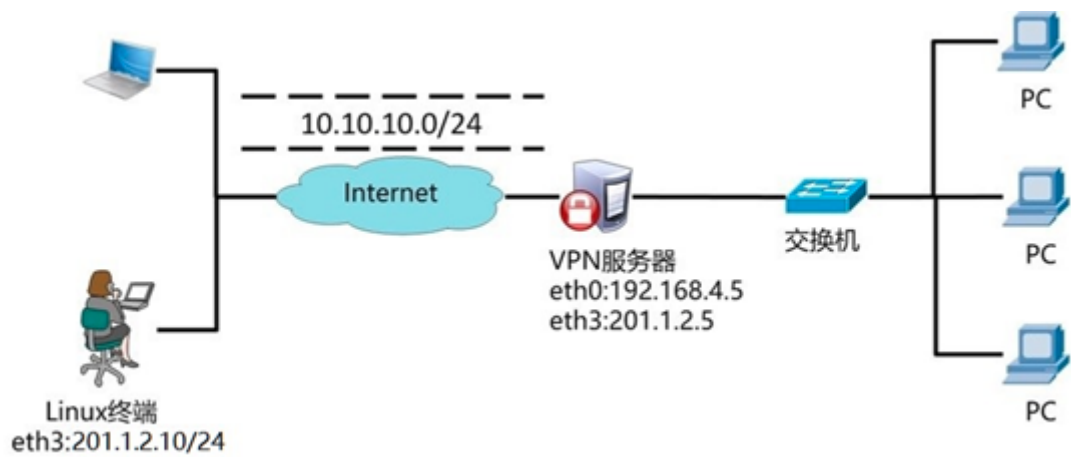 10.10.10.0/24
Internet
VPN服务器
eth0:192.168.4.5
eth3:201.1.2.5
交换机
PC
PC
PC
Linux终端
eth3:201.1.2.10/24